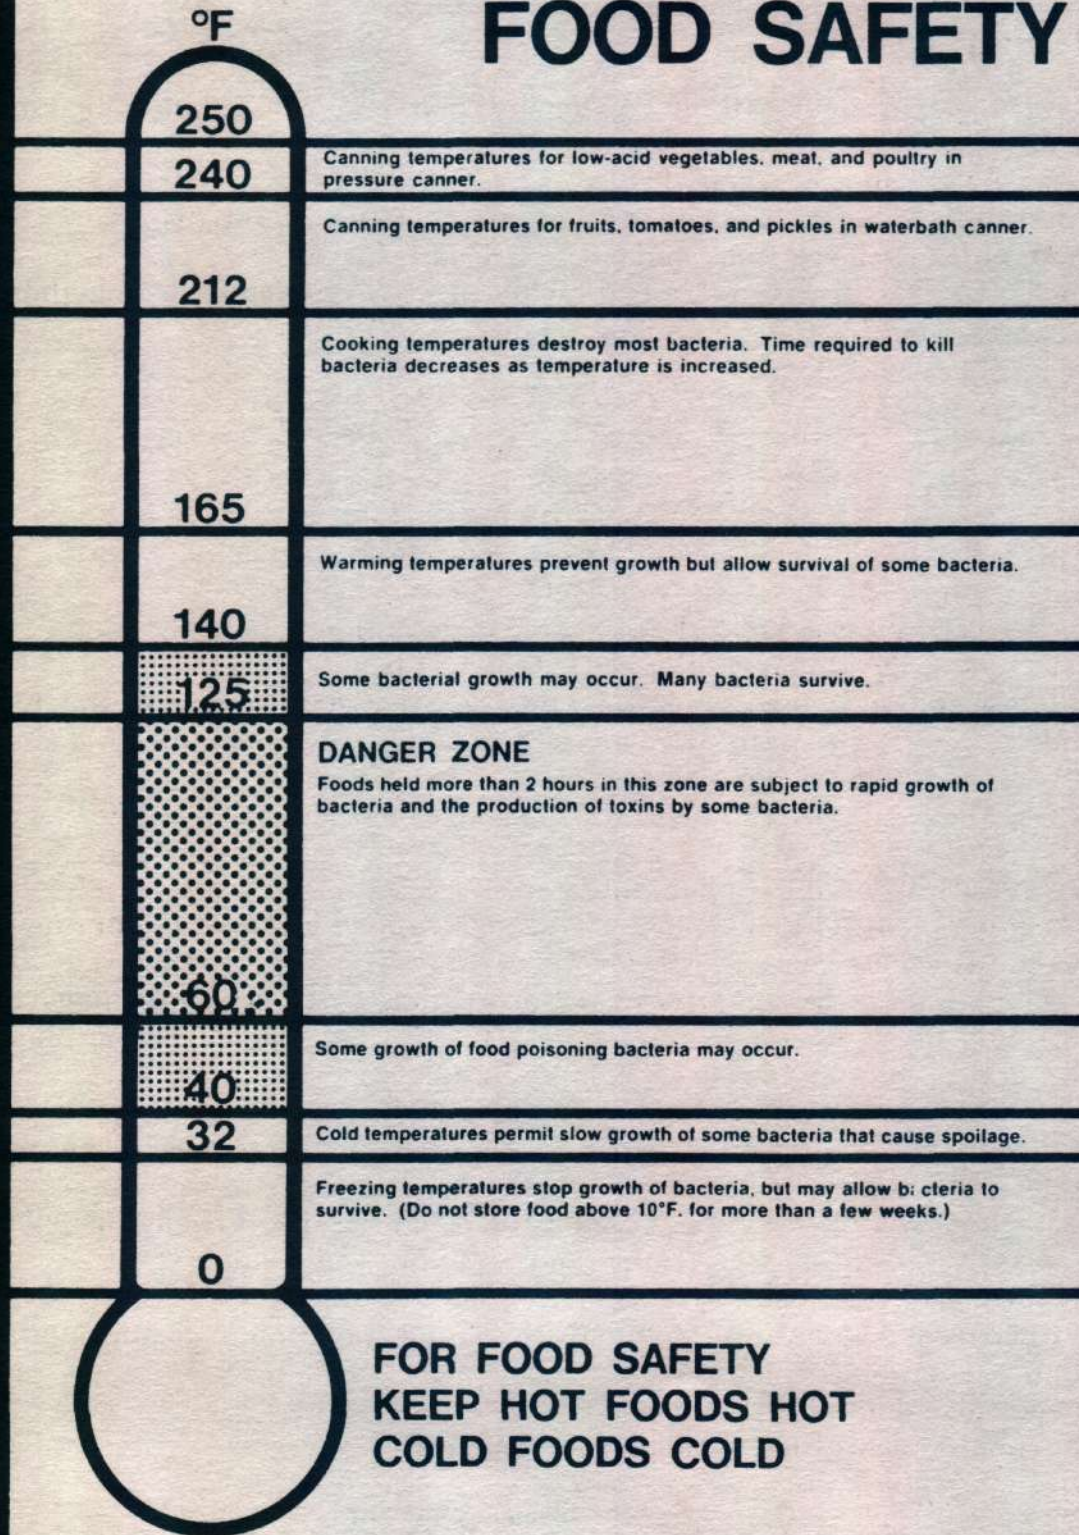 °F
FOOD SAFETY
250
240
Canning temperatures for low-acid vegetables, meat, and poultry in
pressure canner.
Canning temperatures for fruits, tomatoes, and pickles in waterbath canner.
212
Cooking temperatures destroy most bacteria. Time required to kill
bacteria decreases as temperature is increased.
165
Warming temperatures prevent growth but allow survival of some bacteria.
140
125
Some bacterial growth may occur. Many bacteria survive.
DANGER ZONE
Foods held more than 2 hours in this zone are subject to rapid growth of
bacteria and the production of toxins by some bacteria.
60
Some growth of food poisoning bacteria may occur.
40
32
Cold temperatures permit slow growth of some bacteria that cause spoilage.
Freezing temperatures stop growth of bacteria, but may allow b cteria to
survive. (Do not store food above 10°F. for more than a few weeks.)
0
FOR FOOD SAFETY
KEEP HOT FOODS HOT
COLD FOODS COLD